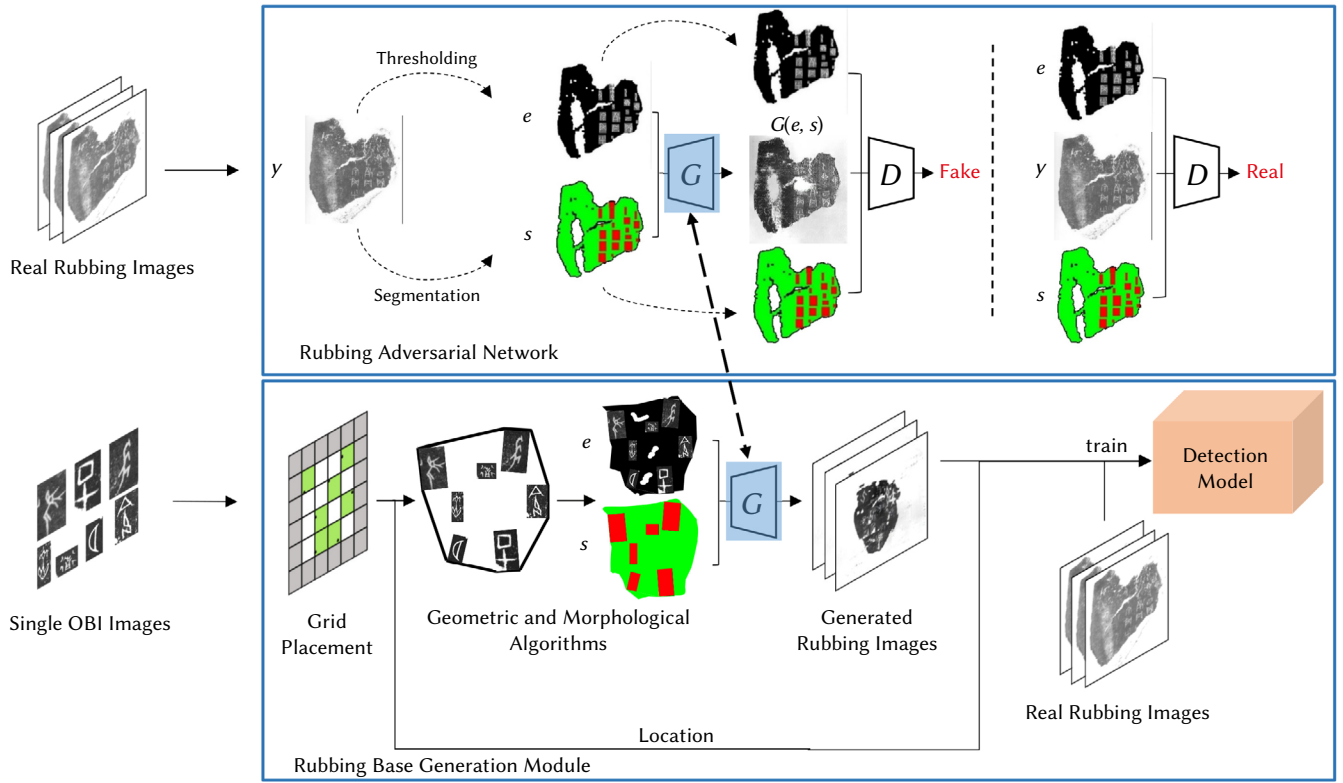 Thresholding
e
e
e
G(e, s)
y
G
D
Fake
y
D
Real
s
s
s
Real Rubbing Images
Segmentation
Rubbing Adversarial Network
e
train
Detection
Model
G
s
Single OBI Images
Grid
Placement
Geometric and Morphological
Algorithms
Generated
Rubbing Images
Real Rubbing Images
Location
Rubbing Base Generation Module